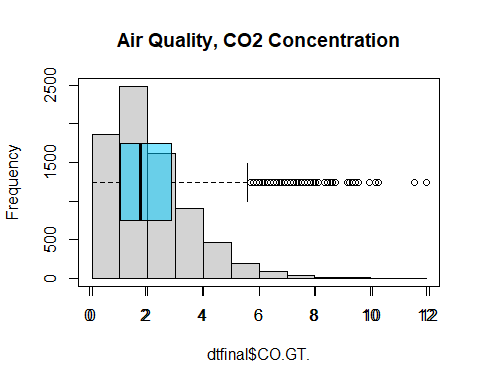 Air Quality, CO2 Concentration
Frequency
2500
1500
500
0
0 2 4 6 8 10 12
dtfinal$CO.GT.